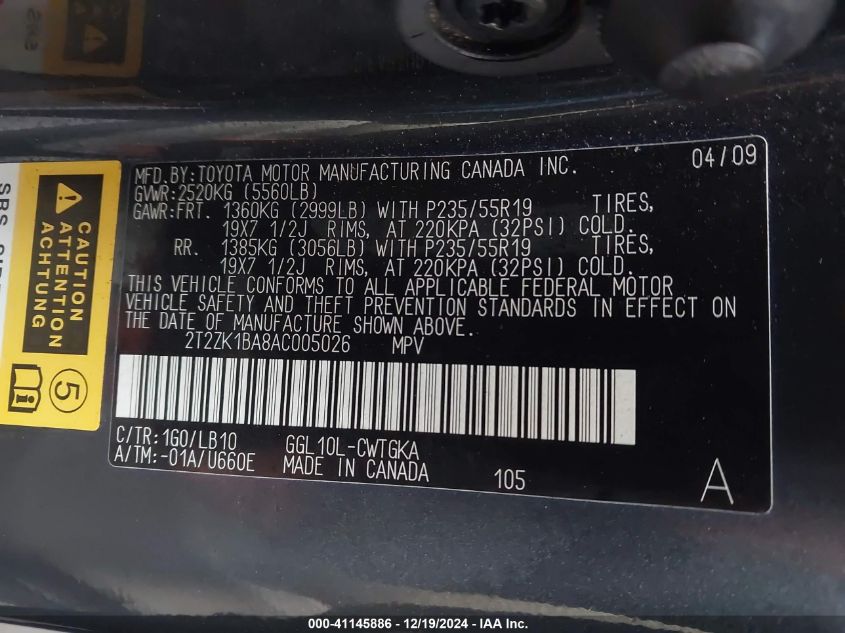 MFD.BY:TOYOTA MOTOR MANUFACTURING CANADA INC. 04/09
GVWR:2520KG (5560LB)
GAWR:FRT. 1360KG (2999LB) WITH P235/55R19 TIRES,
19X7 1/2J RIMS, AT 220KPA (32PSI) COLD.
RR. 1385KG (3056LB) WITH P235/55R19 TIRES,
19X7 1/2J RIMS, AT 220KPA (32PSI) COLD.
THIS VEHICLE CONFORMS TO ALL APPLICABLE FEDERAL MOTOR
VEHICLE SAFETY AND THEFT PREVENTION STANDARDS IN EFFECT ON
THE DATE OF MANUFACTURE SHOWN ABOVE.
2T2ZK1BA8AC005026 MPV
C/TR:1G0/LB10 GGL10L-CWTGKA
A/TM:-01A/U660E MADE IN CANADA 105 A
CAUTION
ATTENTION
ACHTUNG
5
i
000-41145886 - 12/19/2024 - IAA Inc.